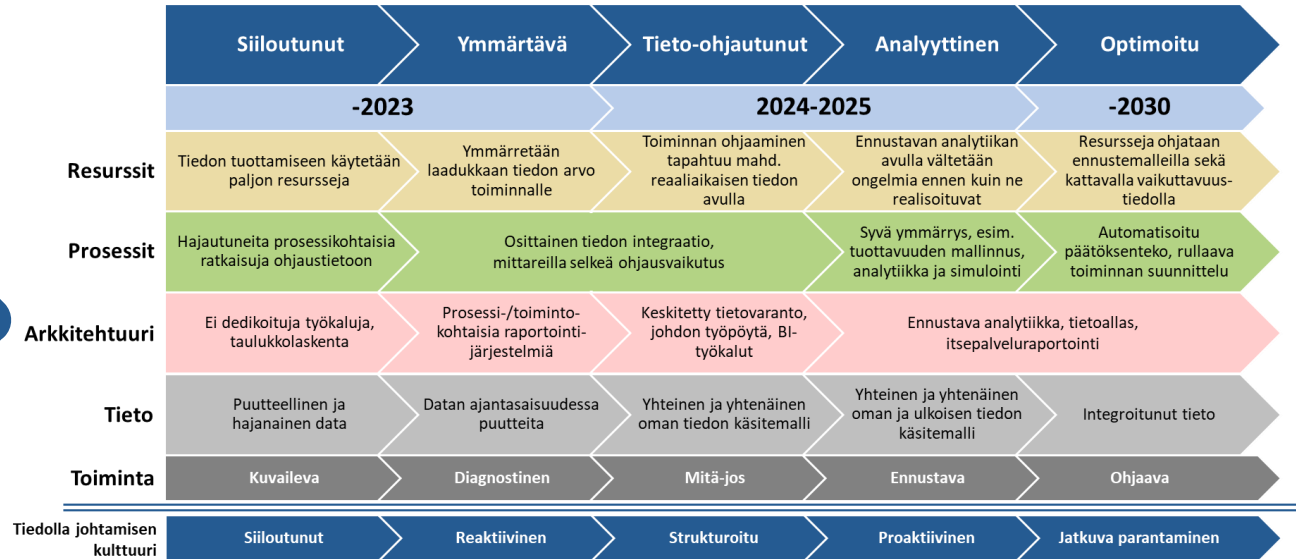 Siiloutunut
Ymmärtävä
Tieto-ohjautunut
Analyyttinen
Optimoitu
-2023
2024-2025
-2030
Resurssit
Tiedon tuottamiseen käytetään
paljon resursseja
Ymmärretään
laadukkaan tiedon arvo
toiminnalle
Toiminnan ohjaaminen
tapahtuu mahd.
reaaliaikaisen tiedon
avulla
Ennustavan analytiikan
avulla vältetään
ongelmia ennen kuin ne
realisoituvat
Resursseja ohjataan
ennustemalleilla sekä
kattavalla vaikuttavuus-
tiedolla
Prosessit
Hajautuneita prosessikohtaisia
ratkaisuja ohjaustietoon
Osittainen tiedon integraatio,
mittareilla selkeä ohjausvaikutus
Syvä ymmärrys, esim.
tuottavuuden mallinnus,
analytiikka ja simulointi
Automatisoitu
päätöksenteko, rullaava
toiminnan suunnittelu
Arkkitehtuuri
Ei dedikoituja työkaluja,
taulukkolaskenta
Prosessi-/toiminto-
kohtaisia raportointi-
järjestelmiä
Keskitetty tietovaranto,
johdon työpöytä, BI-
työkalut
Ennustava analytiikka, tietoallas,
itsepalveluraportointi
Tieto
Puutteellinen ja
hajanainen data
Datan ajantasaisuudessa
puutteita
Yhteinen ja yhtenäinen
oman tiedon käsitemalli
Yhteinen ja yhtenäinen
oman ja ulkoisen tiedon
käsitemalli
Integroitunut tieto
Toiminta
Kuvaileva
Diagnostinen
Mitä-jos
Ennustava
Ohjaava
Tiedolla johtamisen
kulttuuri
Siiloutunut
Reaktiivinen
Strukturoitu
Proaktiivinen
Jatkuva parantaminen